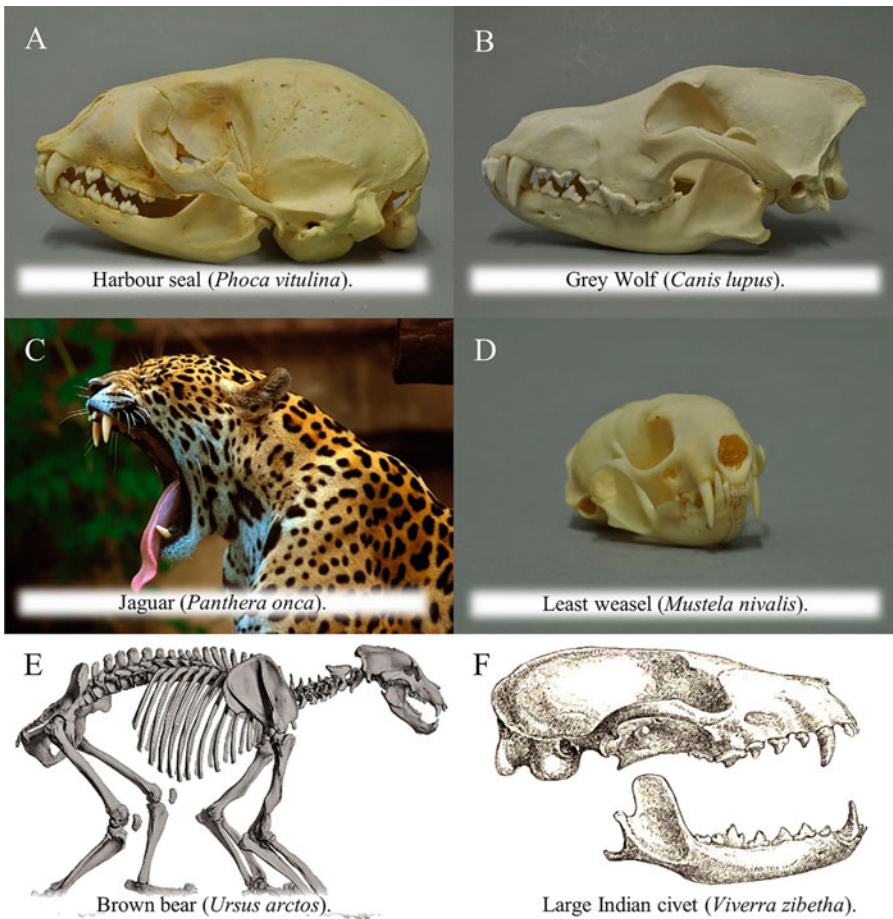 A
B
Harbour seal (Phoca vitulina).
Grey Wolf (Canis lupus).
C
D
Jaguar (Panthera onca).
Least weasel (Mustela nivalis).
E
F
Brown bear (Ursus arctos).
Large Indian civet (Viverra zibetha).